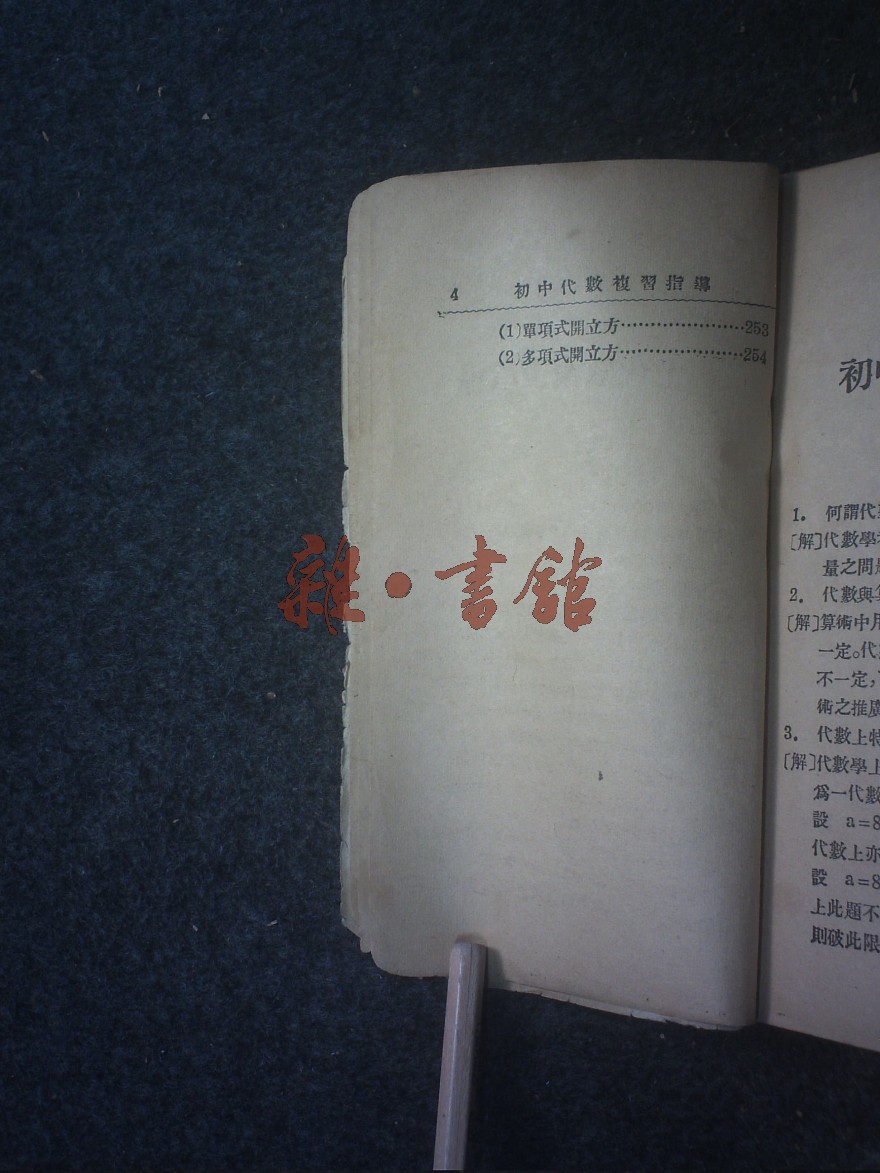 4 初中代數複習指導
(1)單項式開立方⋯⋯⋯⋯⋯⋯⋯253
(2)多項式開立方⋯⋯⋯⋯⋯⋯⋯254
雜•書館
初
1. 何謂代
[解]代數學
量之問
2. 代數與
[解]算術中用
一定。代
不一定,
術之推廣
3. 代數上特
[解]代數學上
爲一代數
設 a=8
代數上亦
設 a=8
上此題不
則破此限